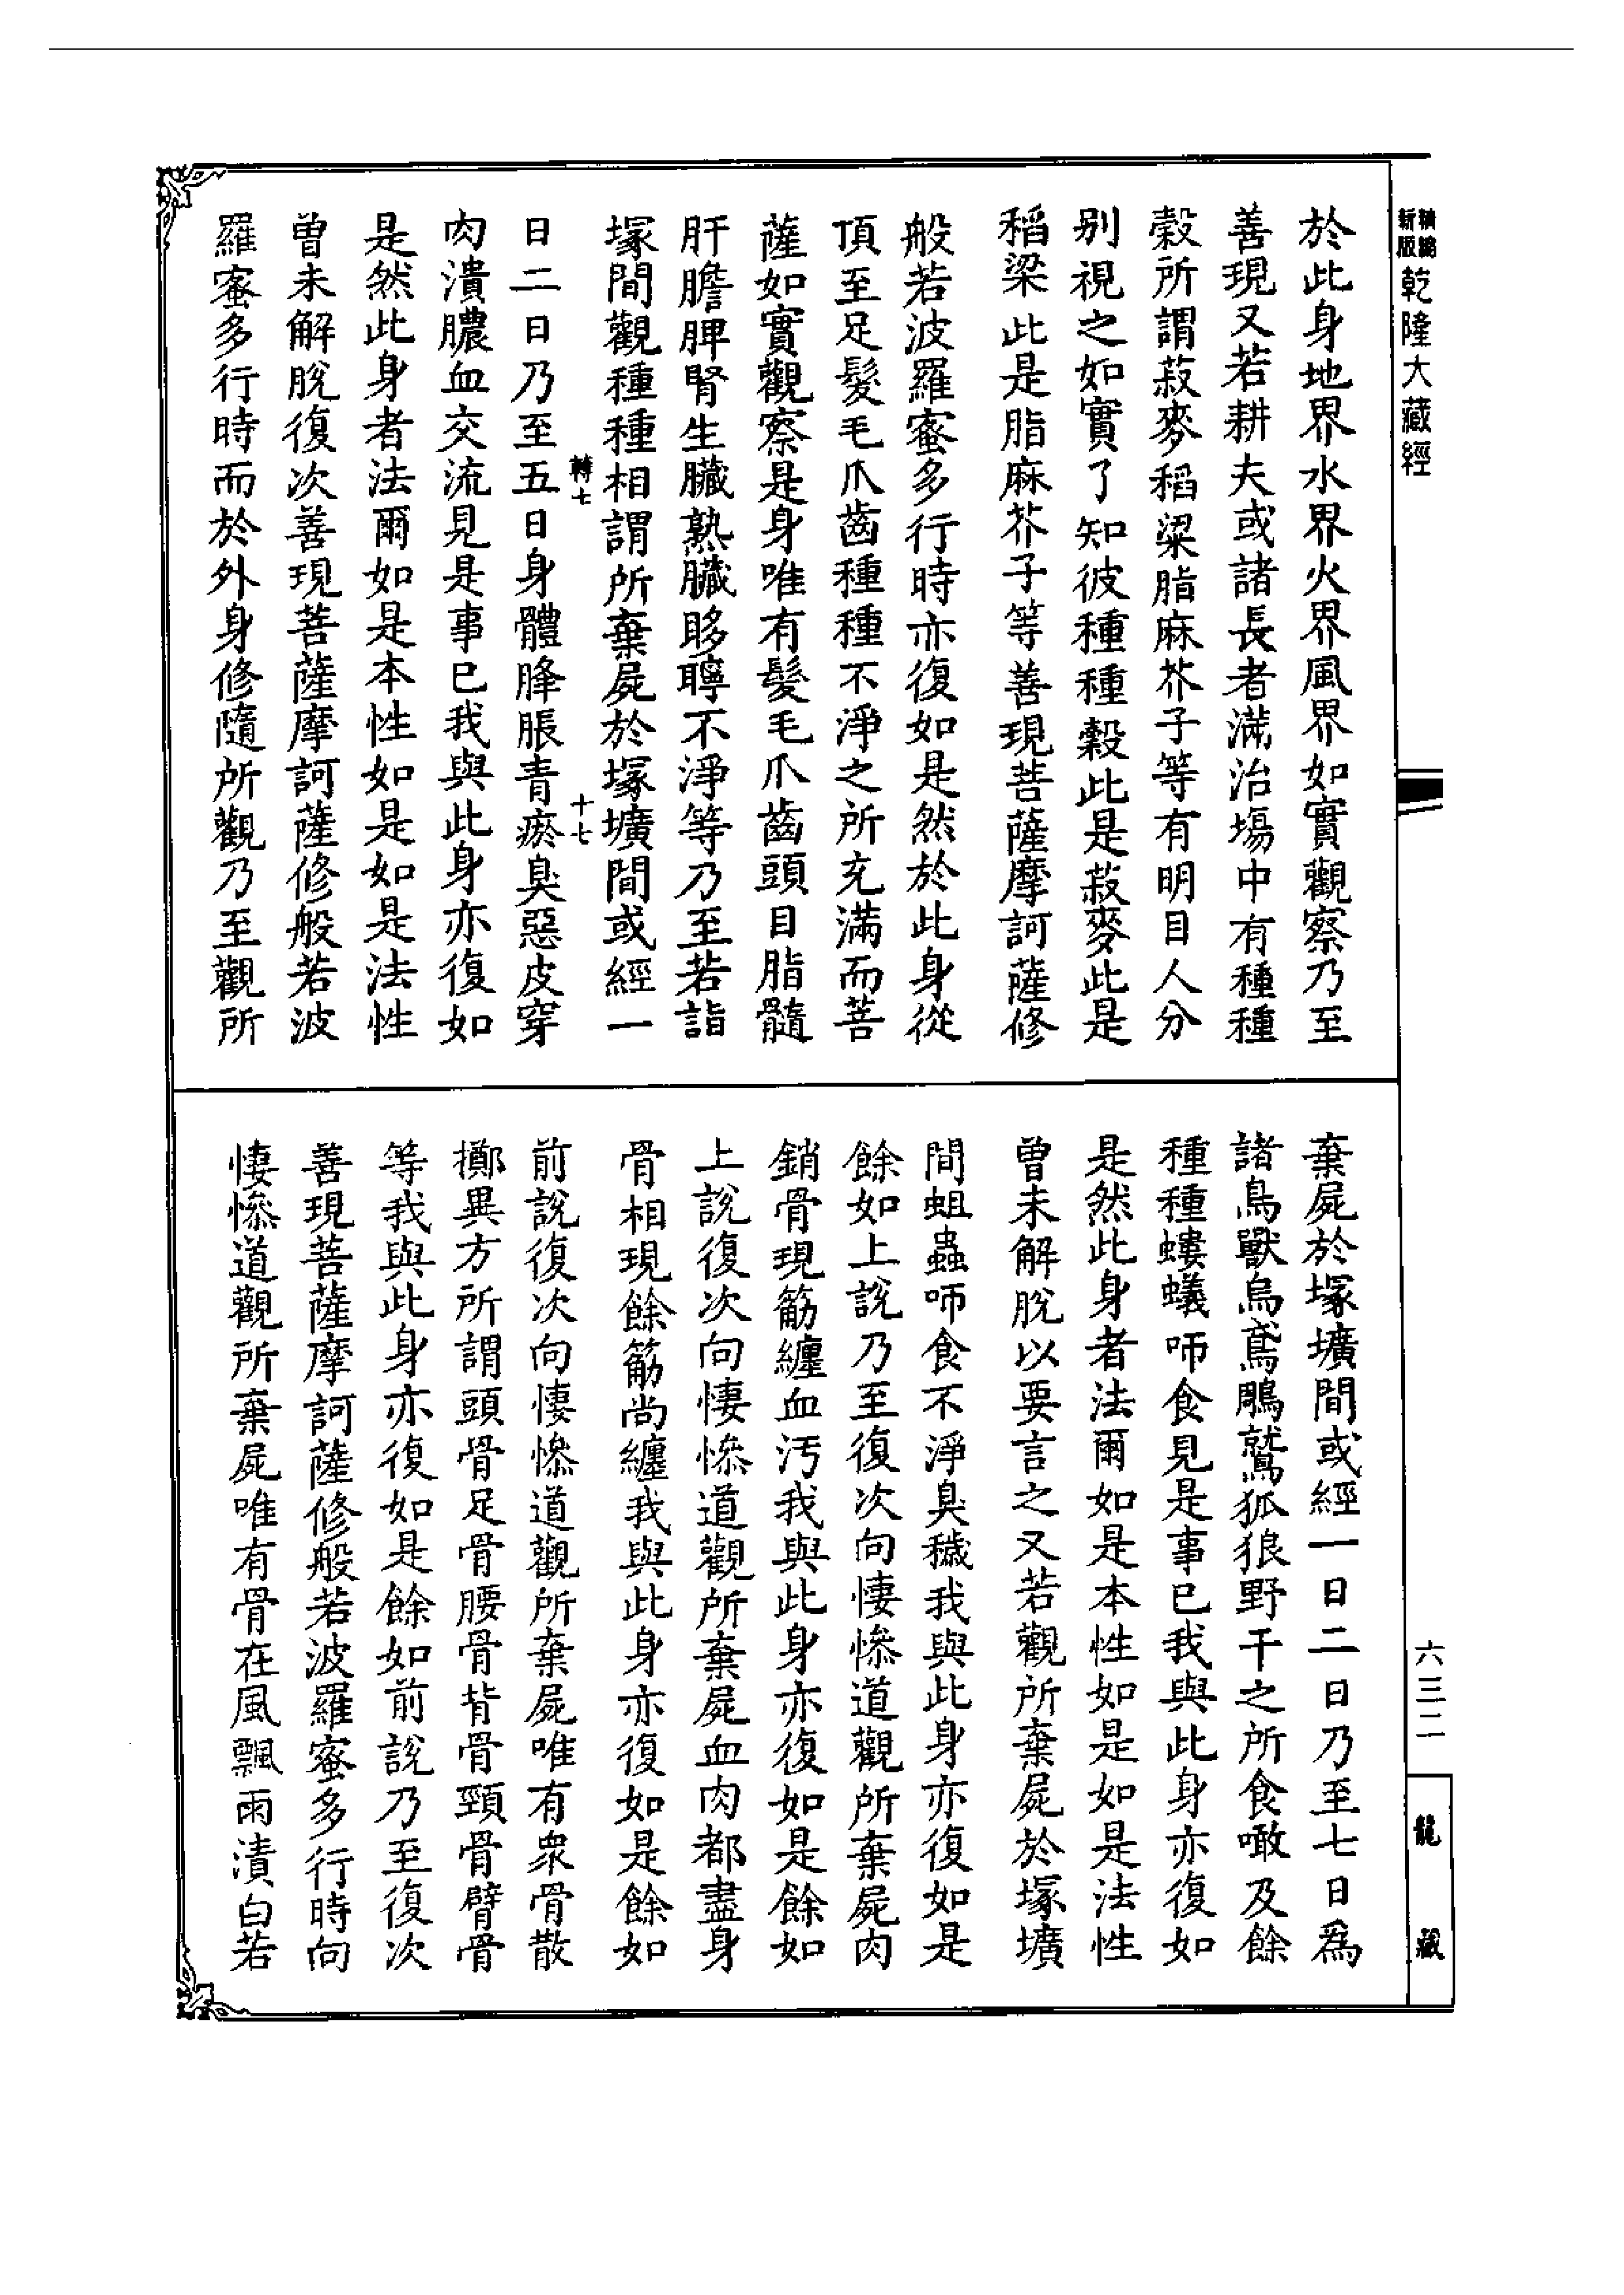 精編新版乾隆大藏經
於此身地界水界火界風界如實觀察乃至
善現又若耕夫或諸長者滿治場中有種種
穀所謂菽麥稻粱脂麻芥子等有明目人分
別視之如實了知彼種種穀此是菽麥此是
稻粱此是脂麻芥子等善現菩薩摩訶薩修
般若波羅蜜多行時亦復如是然於此身從
頂至足髮毛爪齒種種不淨之所充滿而菩
薩如實觀察是身唯有髮毛爪齒頭目脂髓
肝膽脾腎生臟熟臟眵聹不淨等乃至若詣
塚間觀種種相謂所棄屍於塚壙間或經一
轉七 十七
日二日乃至五日身體胮脹青瘀臭惡皮穿
肉潰膿血交流見是事已我與此身亦復如
是然此身者法爾如是本性如是如是法性
曾未解脫復次善現菩薩摩訶薩修般若波
羅蜜多行時而於外身修隨所觀乃至觀所
棄屍於塚壙間或經一日二日乃至七日為
諸鳥獸烏鳶鵰鷲狐狼野干之所食噉及餘
種種螻蟻咂食見是事已我與此身亦復如
是然此身者法爾如是本性如是如是法性
曾未解脫以要言之又若觀所棄屍於塚壙
間蛆蟲咂食不淨臭穢我與此身亦復如是
餘如上說乃至復次向悽慘道觀所棄屍肉
銷骨現筋纏血污我與此身亦復如是餘如
上說復次向悽慘道觀所棄屍血肉都盡身
骨相現餘筋尚纏我與此身亦復如是餘如
前說復次向悽慘道觀所棄屍唯有衆骨散
擲異方所謂頭骨足骨腰骨背骨頸骨臂骨
等我與此身亦復如是餘如前說乃至復次
善現菩薩摩訶薩修般若波羅蜜多行時向
悽慘道觀所棄屍唯有骨在風飄雨漬白若
六三二
龍藏